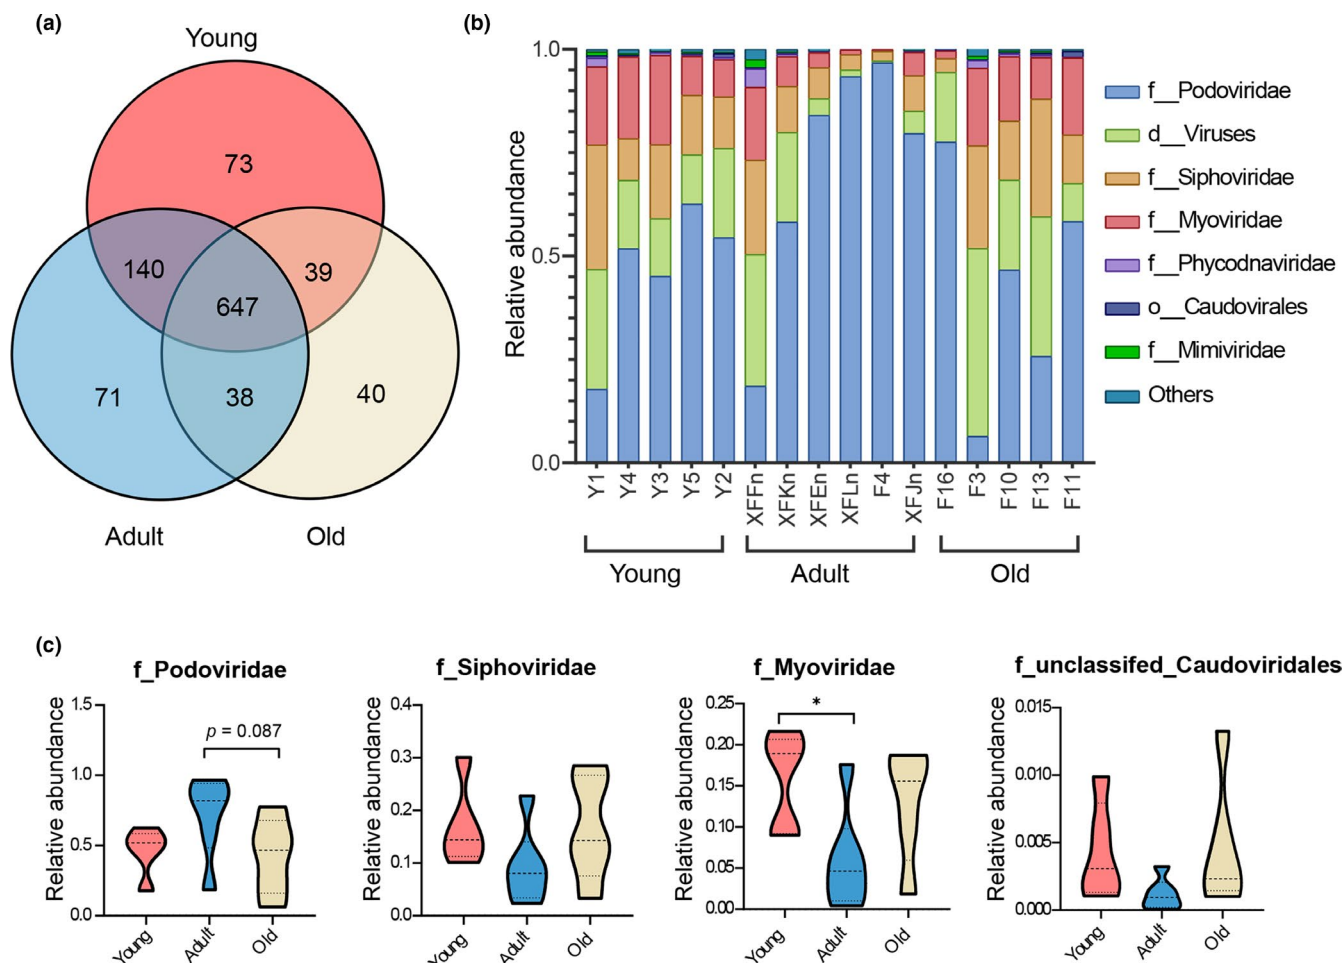 (a)
Young
73
140
39
647
71
38
40
Adult
Old
(b)
Relative abundance
1.0
0.5
0.0
Y1 Y4 Y3 Y5 Y2 XFFn XFKn XFEn XFLn F4 XFJn F16 F3 F10 F13 F11
Young Adult Old
f__Podoviridae
d__Viruses
f__Siphoviridae
f__Myoviridae
f__Phycodnaviridae
o__Caudovirales
f__Mimiviridae
Others
(c)
f_Podoviridae
Relative abundance
1.5
1.0
0.5
0.0
p = 0.087
Young Adult Old
f_Siphoviridae
Relative abundance
0.4
0.3
0.2
0.1
0.0
Young Adult Old
f_Myoviridae
Relative abundance
0.25
0.20
0.15
0.10
0.05
0.00
*
Young Adult Old
f_unclassifed_Caudoviridales
Relative abundance
0.015
0.010
0.005
0.000
Young Adult Old